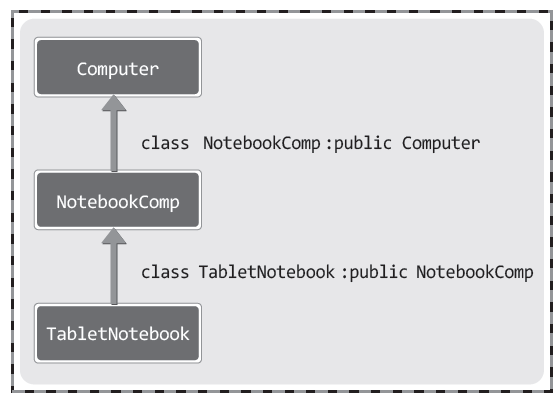 Computer
class NotebookComp :public Computer
NotebookComp
class TabletNotebook :public NotebookComp
TabletNotebook